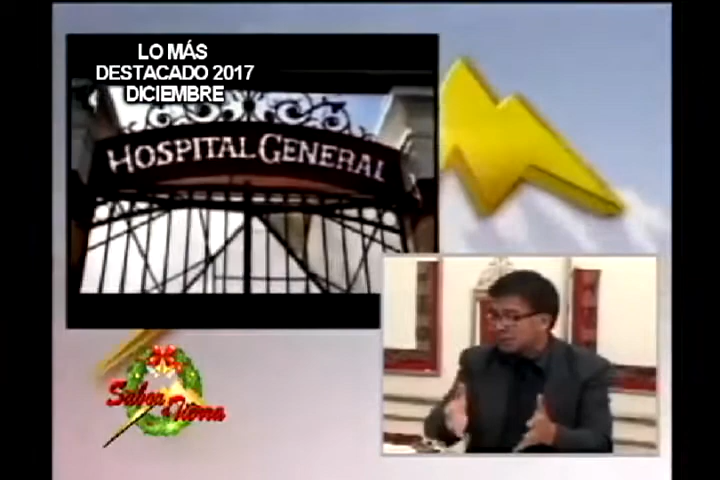 LO MÁS
DESTACADO 2017
DICIEMBRE
HOSPITAL GENERAL
Sabor a
Tierra